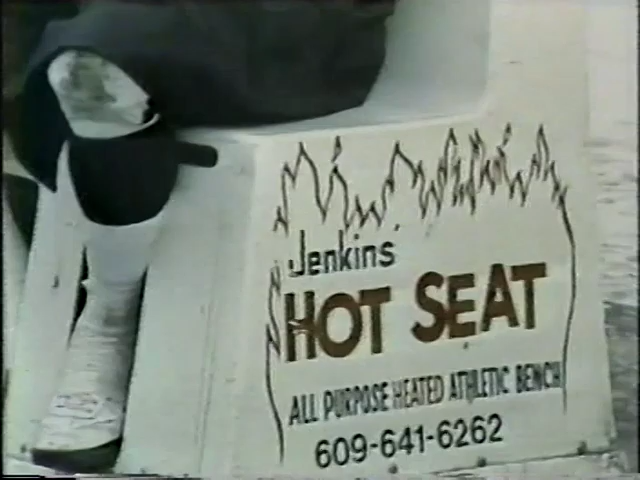 Jenkins'
HOT SEAT
ALL PURPOSE HEATED ATHLETIC BENCH
609-641-6262